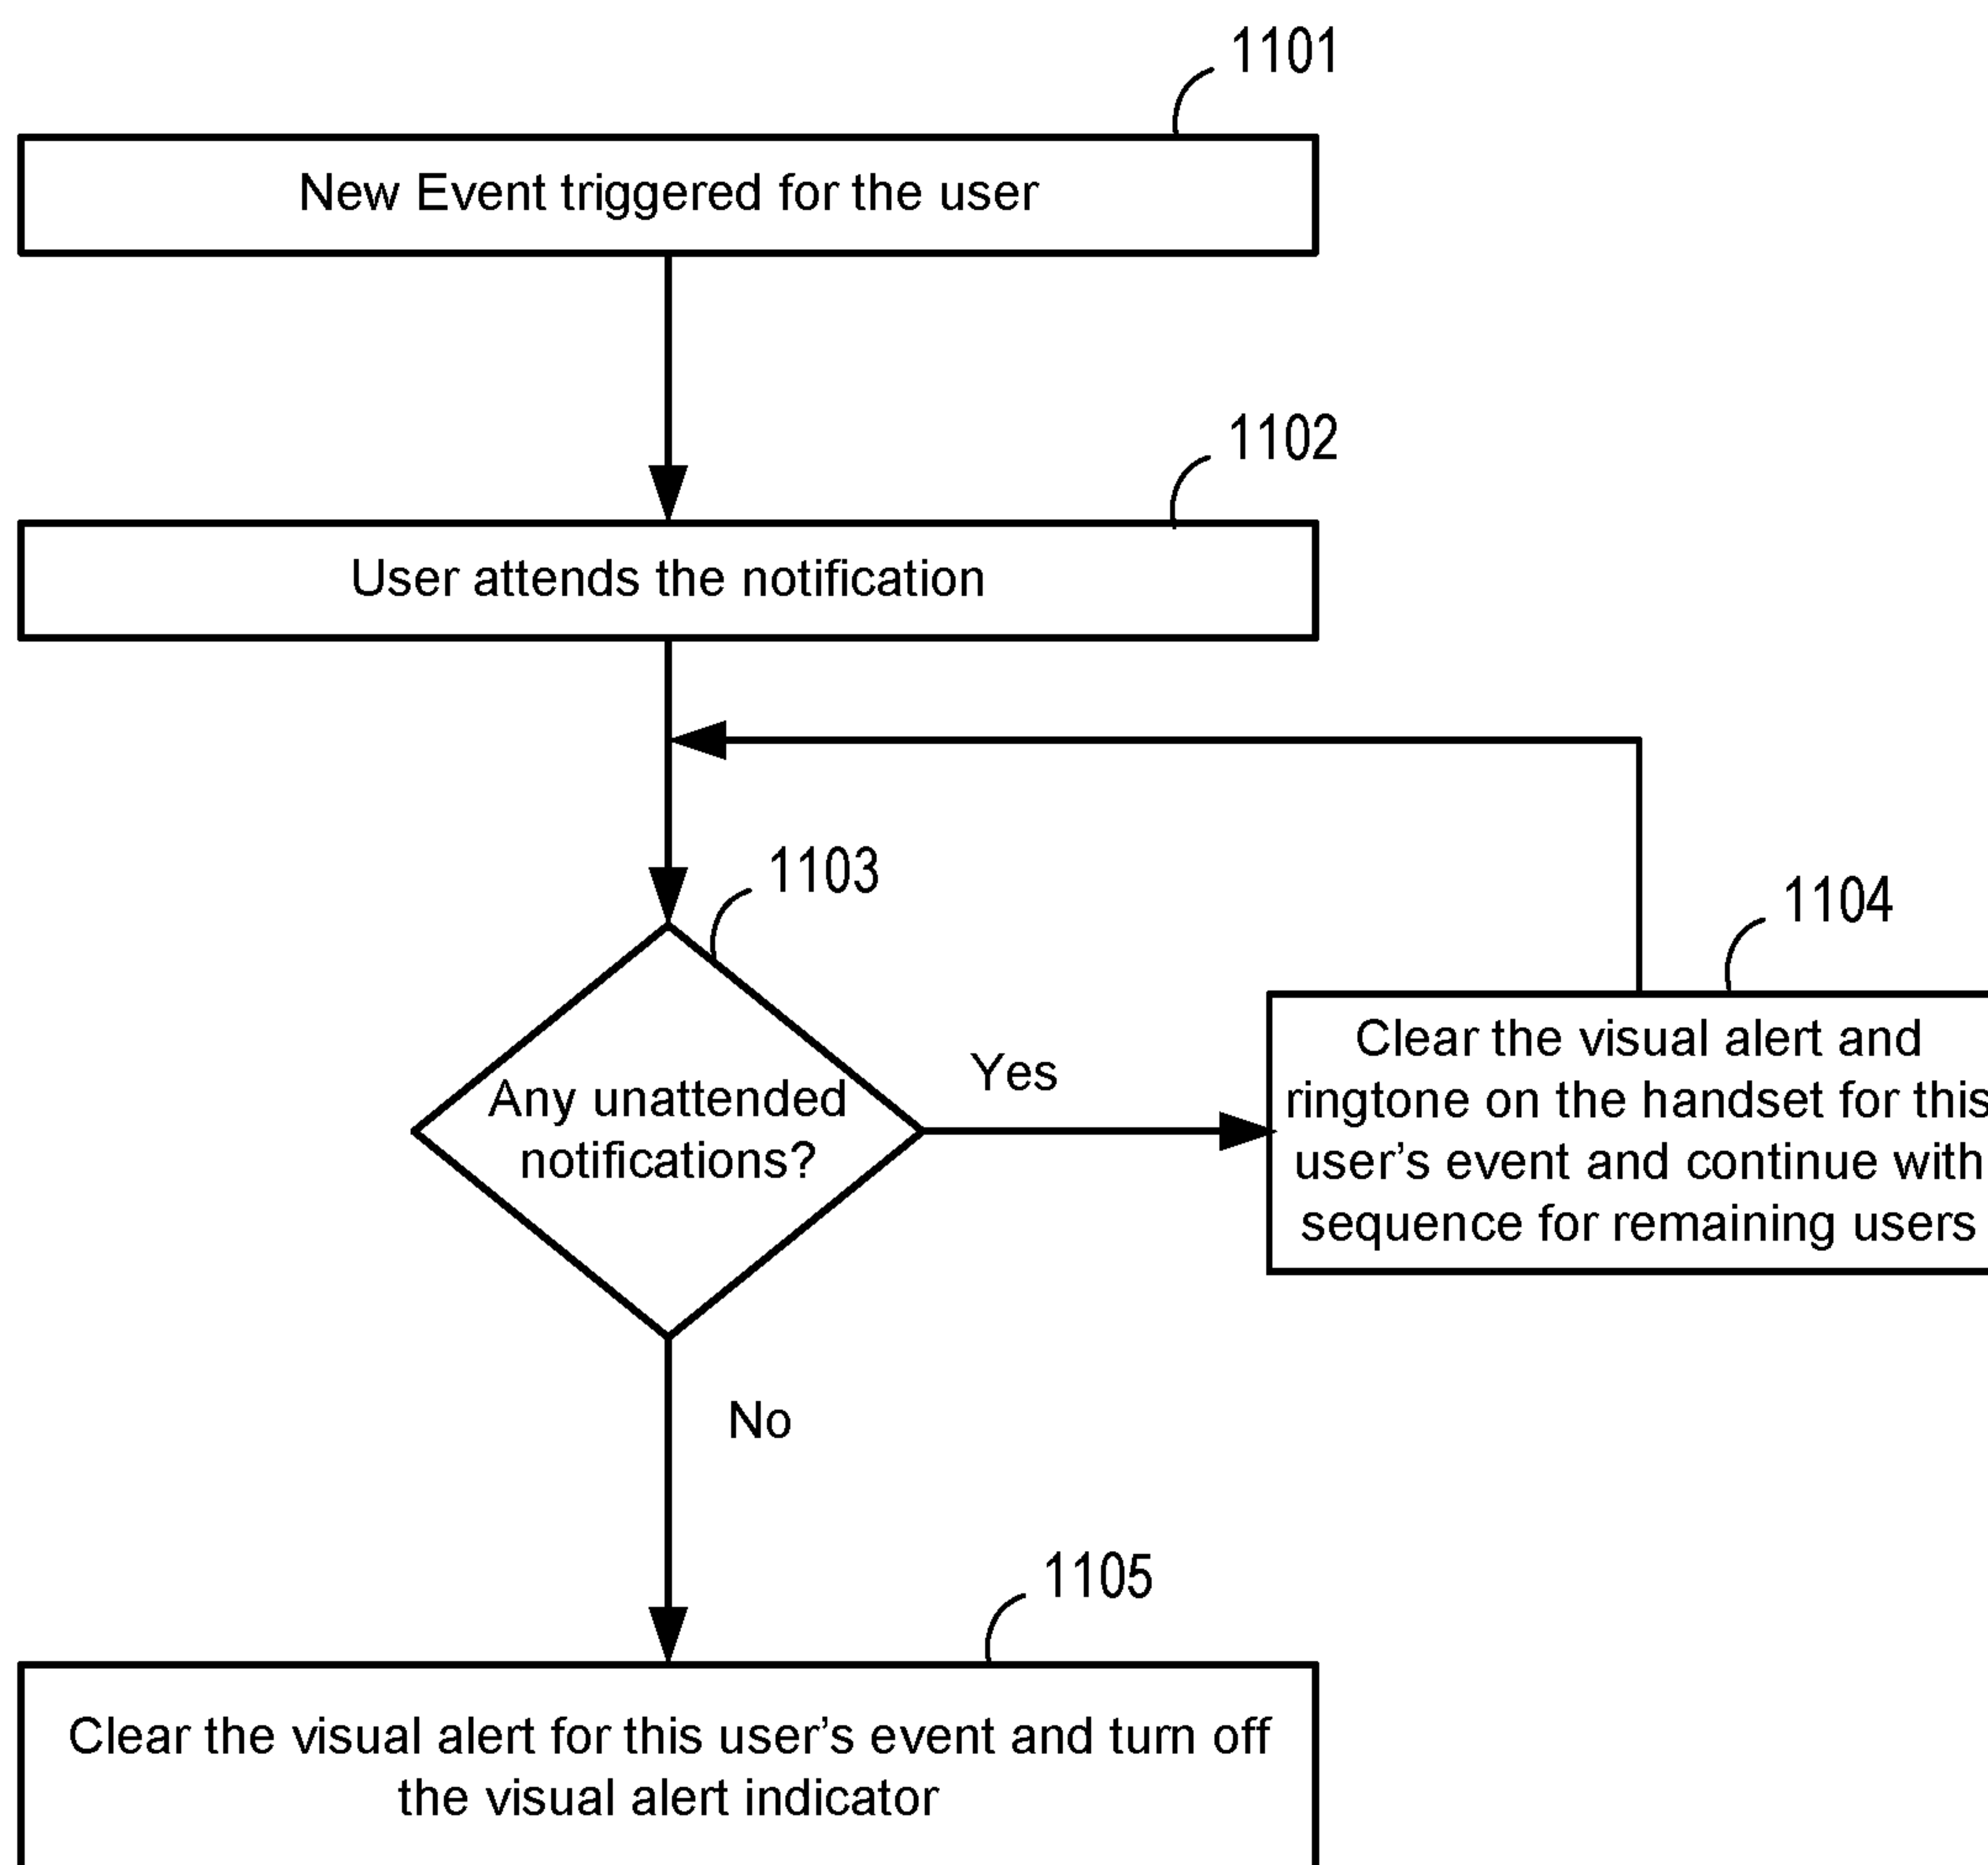 1101
New Event triggered for the user
1102
User attends the notification
1103
Any unattended
notifications?
Yes
1104
Clear the visual alert and
ringtone on the handset for this
user's event and continue with
sequence for remaining users
No
1105
Clear the visual alert for this user's event and turn off
the visual alert indicator